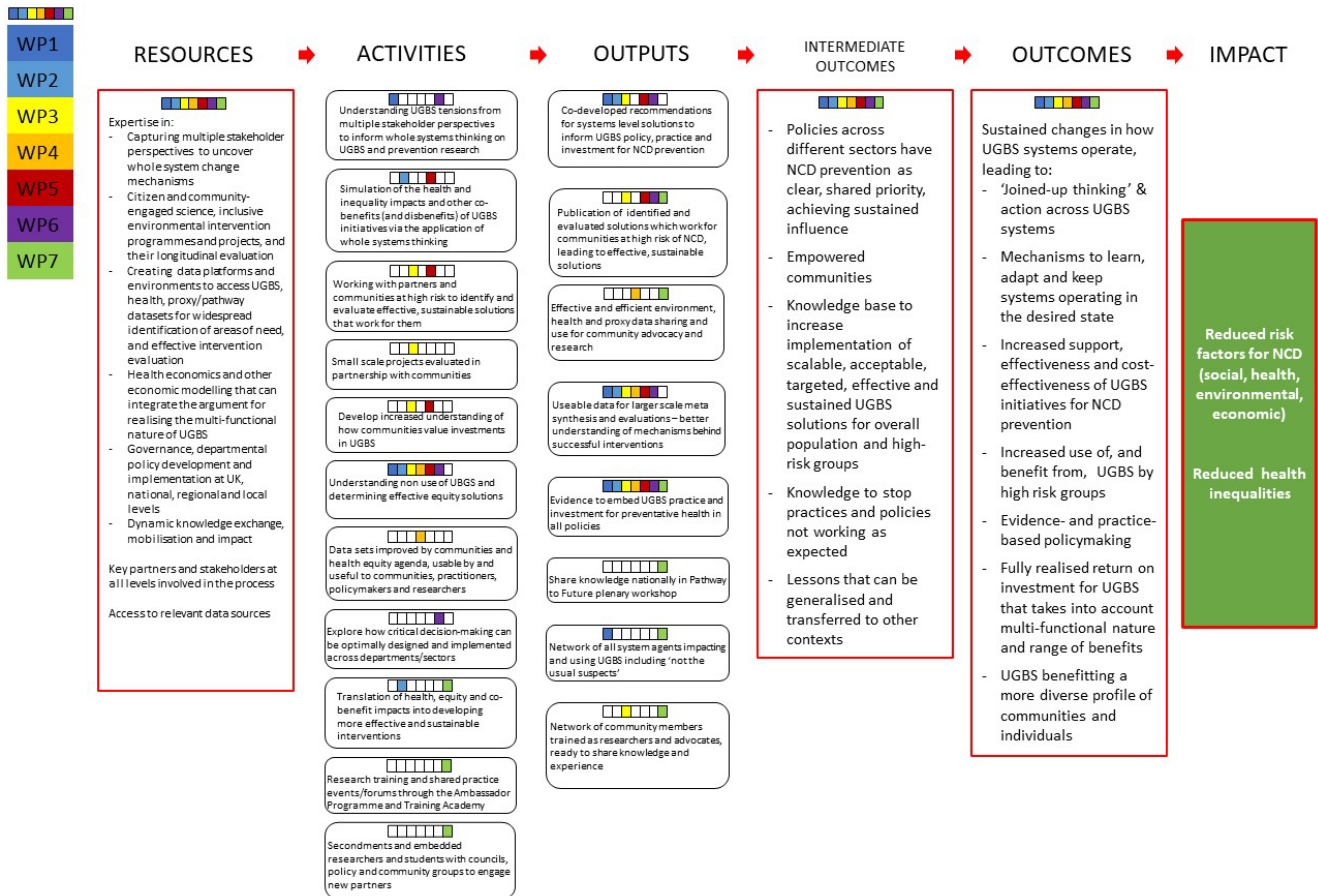 WP1
WP2
WP3
WP4
WP5
WP6
WP7
RESOURCES
ACTIVITIES
OUTPUTS
INTERMEDIATE
OUTCOMES
OUTCOMES
IMPACT
Expertise in:
- Capturing multiple stakeholder
perspectives to uncover
whole system change
mechanisms
- Citizen and community-
engaged science, inclusive
environmental intervention
programmes and projects, and
their longitudinal evaluation
- Creating data platforms and
environments to access UGBS,
health, proxy/pathway
datasets for widespread
identification of areas of need,
and effective intervention
evaluation
- Health economics and other
economic modelling that can
integrate the argument for
realising the multi-functional
nature of UGBS
- Governance, departmental
policy development and
implementation at UK,
national, regional and local
levels
- Dynamic knowledge exchange,
mobilisation and impact
Key partners and stakeholders at
all levels involved in the process
Access to relevant data sources
Understanding UGBS tensions from
multiple stakeholder perspectives
to inform whole systems thinking on
UGBS and prevention research
Simulation of the health and
inequality impacts and other co-
benefits (and disbenefits) of UGBS
initiatives via the application of
whole systems thinking
Working with partners and
communities at high risk to identify and
evaluate effective, sustainable solutions
that work for them
Small scale projects evaluated in
partnership with communities
Develop increased understanding of
how communities value investments
in UGBS
Understanding non use of UBGS and
determining effective equity solutions
Data sets improved by communities and
health equity agenda, usable by and
useful to communities, practitioners,
policymakers and researchers
Explore how critical decision-making can
be optimally designed and implemented
across departments/sectors
Translation of health, equity and co-
benefit impacts into developing
more effective and sustainable
interventions
Research training and shared practice
events/forums through the Ambassador
Programme and Training Academy
Secondments and embedded
researchers and students with councils,
policy and community groups to engage
new partners
Co-developed recommendations
for systems level solutions to
inform UGBS policy, practice and
investment for NCD prevention
Publication of identified and
evaluated solutions which work for
communities at high risk of NCD,
leading to effective, sustainable
solutions
Effective and efficient environment,
health and proxy data sharing and
use for community advocacy and
research
Useable data for larger scale meta
synthesis and evaluations – better
understanding of mechanisms behind
successful interventions
Evidence to embed UGBS practice and
investment for preventative health in
all policies
Share knowledge nationally in Pathway
to Future plenary workshop
Network of all system agents impacting
and using UGBS including 'not the
usual suspects'
Network of community members
trained as researchers and advocates,
ready to share knowledge and
experience
- Policies across
different sectors have
NCD prevention as
clear, shared priority,
achieving sustained
influence
- Empowered
communities
- Knowledge base to
increase
implementation of
scalable, acceptable,
targeted, effective and
sustained UGBS
solutions for overall
population and high-
risk groups
- Knowledge to stop
practices and policies
not working as
expected
- Lessons that can be
generalised and
transferred to other
contexts
Sustained changes in how
UGBS systems operate,
leading to:
- 'Joined-up thinking' &
action across UGBS
systems
- Mechanisms to learn,
adapt and keep
systems operating in
the desired state
- Increased support,
effectiveness and cost-
effectiveness of UGBS
initiatives for NCD
prevention
- Increased use of, and
benefit from, UGBS by
high risk groups
- Evidence- and practice-
based policymaking
- Fully realised return on
investment for UGBS
that takes into account
multi-functional nature
and range of benefits
- UGBS benefitting a
more diverse profile of
communities and
individuals
Reduced risk
factors for NCD
(social, health,
environmental,
economic)
Reduced health
inequalities